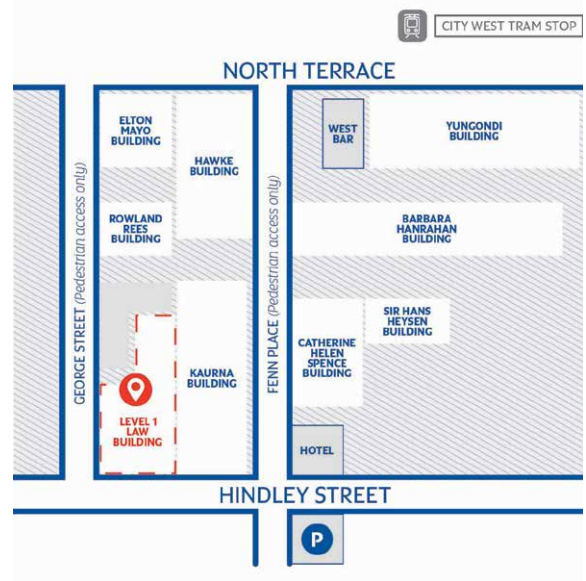 CITY WEST TRAM STOP
NORTH TERRACE
ELTON
MAYO
BUILDING
HAWKE
BUILDING
WEST
BAR
YUNGONDI
BUILDING
ROWLAND
REES
BUILDING
BARBARA
HANRAHAN
BUILDING
GEORGE STREET (Pedestrian access only)
FENN PLACE (Pedestrian access only)
SIR HANS
HEYSEN
BUILDING
CATHERINE
HELEN
SPENCE
BUILDING
KAURNA
BUILDING
LEVEL 1
LAW
BUILDING
HOTEL
HINDLEY STREET
P